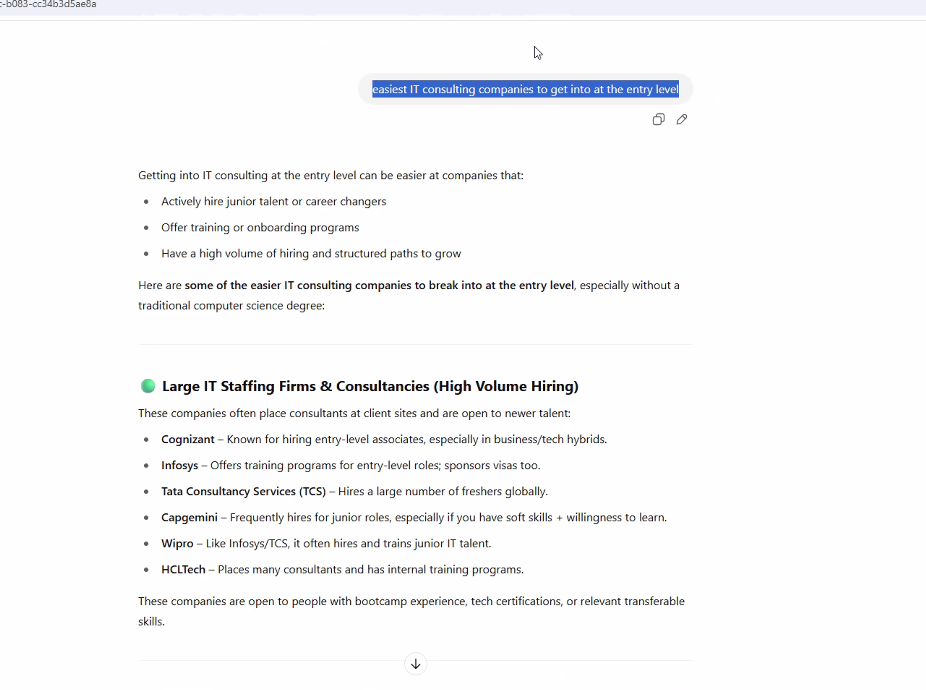 c-b083-cc34b3d5ae8a
easiest IT consulting companies to get into at the entry level
Getting into IT consulting at the entry level can be easier at companies that:
• Actively hire junior talent or career changers
• Offer training or onboarding programs
• Have a high volume of hiring and structured paths to grow
Here are some of the easier IT consulting companies to break into at the entry level, especially without a
traditional computer science degree:
Large IT Staffing Firms & Consultancies (High Volume Hiring)
These companies often place consultants at client sites and are open to newer talent:
• Cognizant – Known for hiring entry-level associates, especially in business/tech hybrids.
• Infosys – Offers training programs for entry-level roles; sponsors visas too.
• Tata Consultancy Services (TCS) – Hires a large number of freshers globally.
• Capgemini – Frequently hires for junior roles, especially if you have soft skills + willingness to learn.
• Wipro – Like Infosys/TCS, it often hires and trains junior IT talent.
• HCLTech – Places many consultants and has internal training programs.
These companies are open to people with bootcamp experience, tech certifications, or relevant transferable
skills.